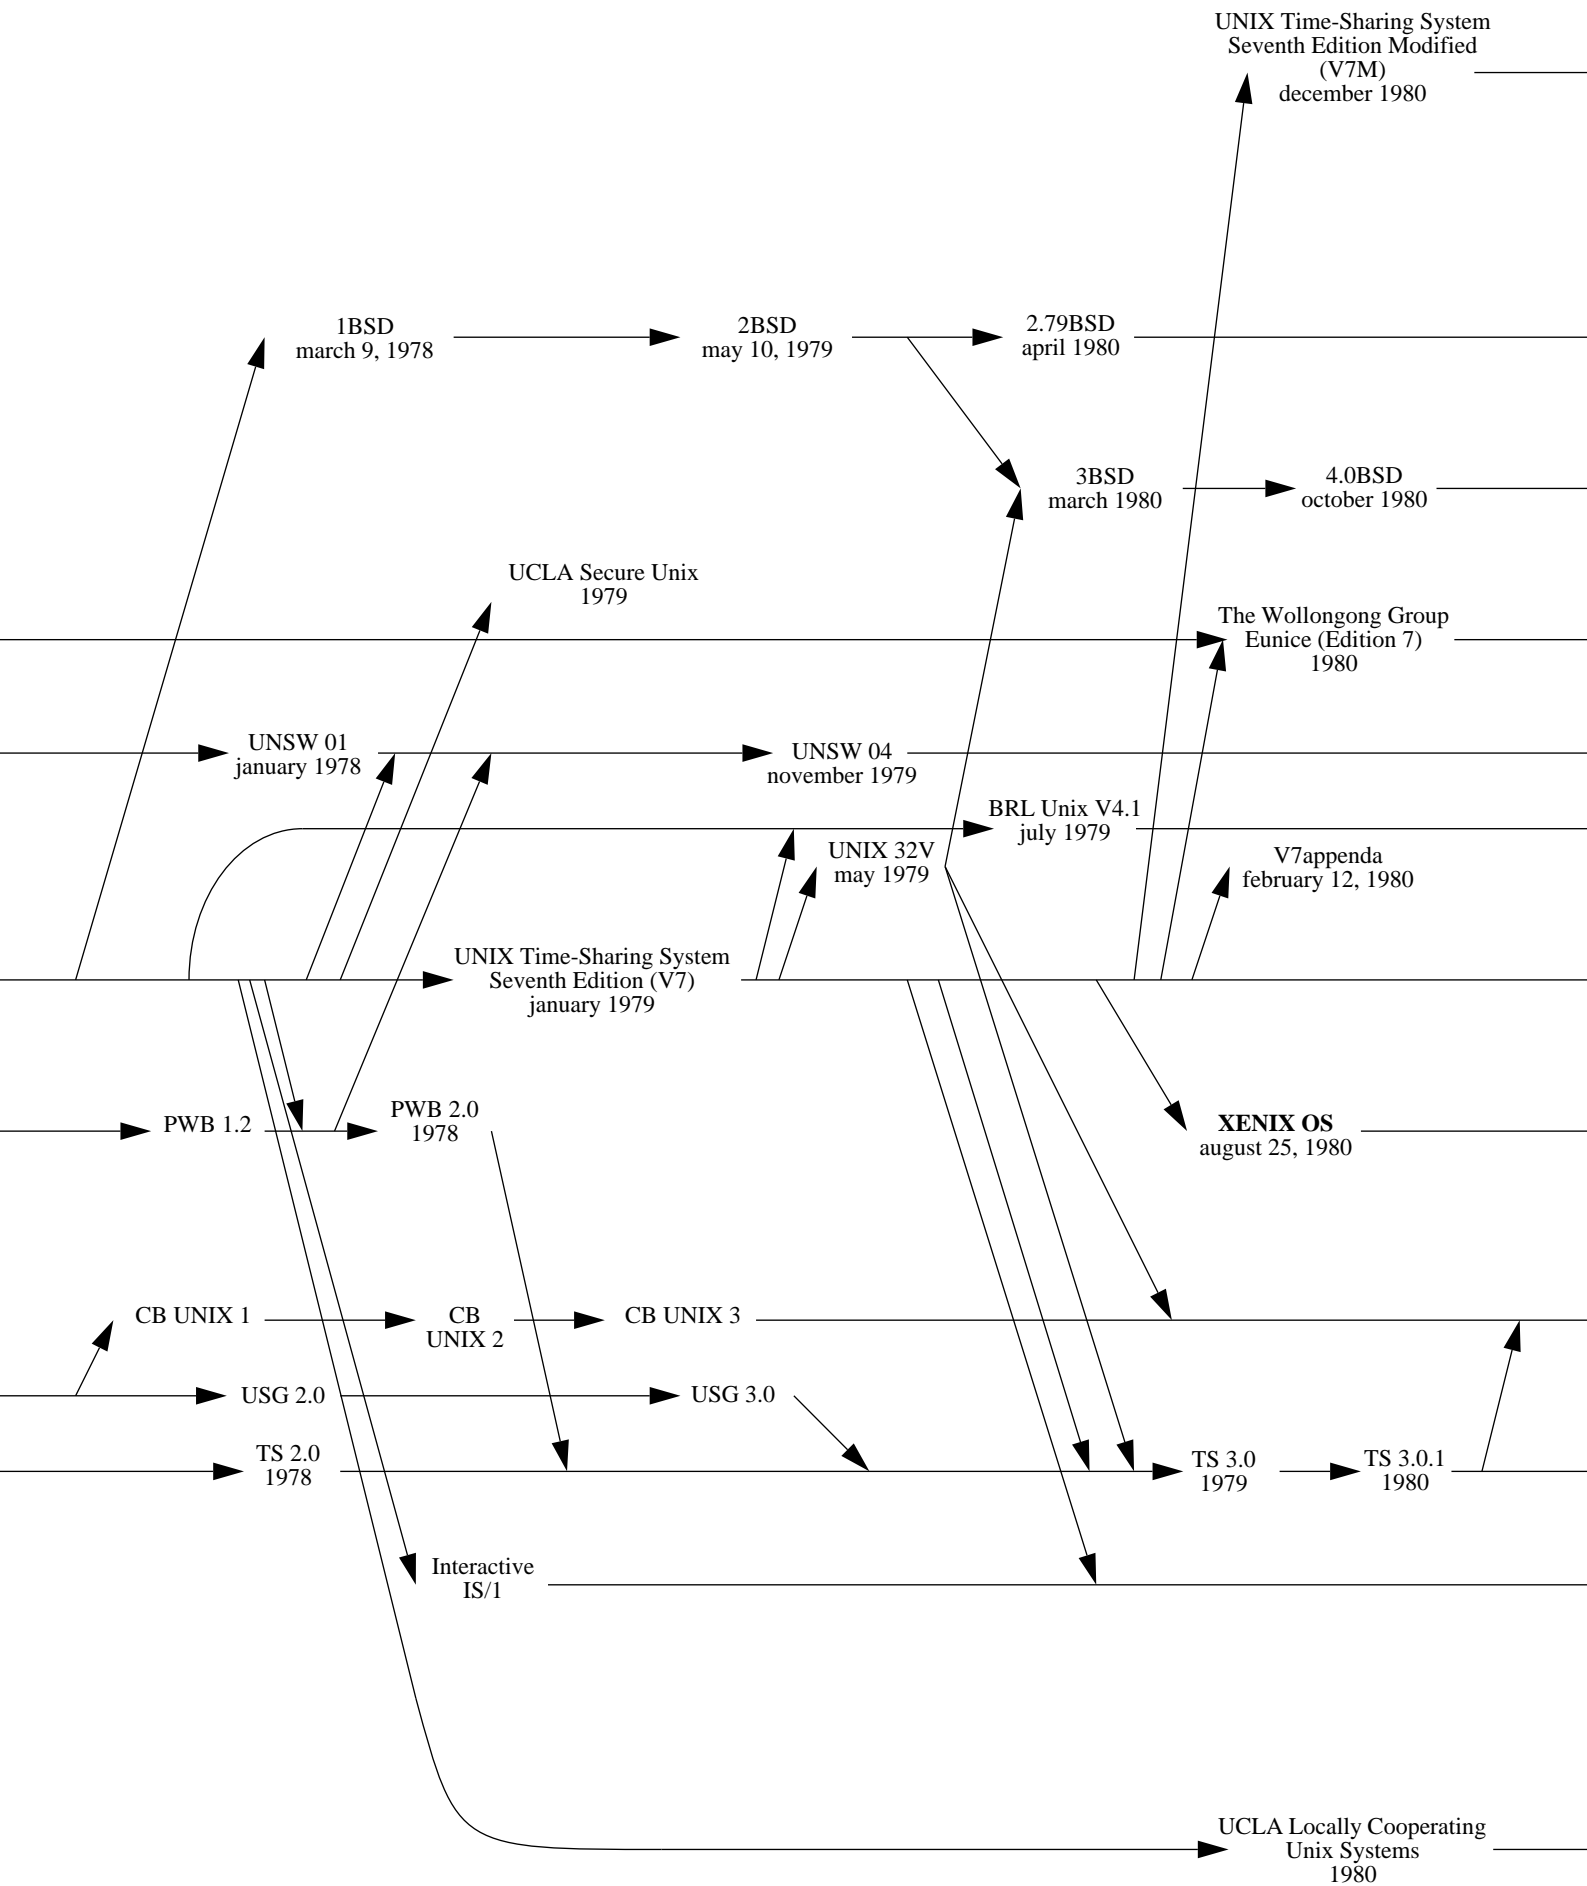 UNIX Time-Sharing System
Seventh Edition Modified
(V7M)
december 1980
1BSD
march 9, 1978
2BSD
may 10, 1979
2.79BSD
april 1980
3BSD
march 1980
4.0BSD
october 1980
UCLA Secure Unix
1979
The Wollongong Group
Eunice (Edition 7)
1980
UNSW 01
january 1978
UNSW 04
november 1979
BRL Unix V4.1
july 1979
UNIX 32V
may 1979
V7appenda
february 12, 1980
UNIX Time-Sharing System
Seventh Edition (V7)
january 1979
PWB 1.2
PWB 2.0
1978
XENIX OS
august 25, 1980
CB UNIX 1
CB
UNIX 2
CB UNIX 3
USG 2.0
USG 3.0
TS 2.0
1978
TS 3.0
1979
TS 3.0.1
1980
Interactive
IS/1
UCLA Locally Cooperating
Unix Systems
1980